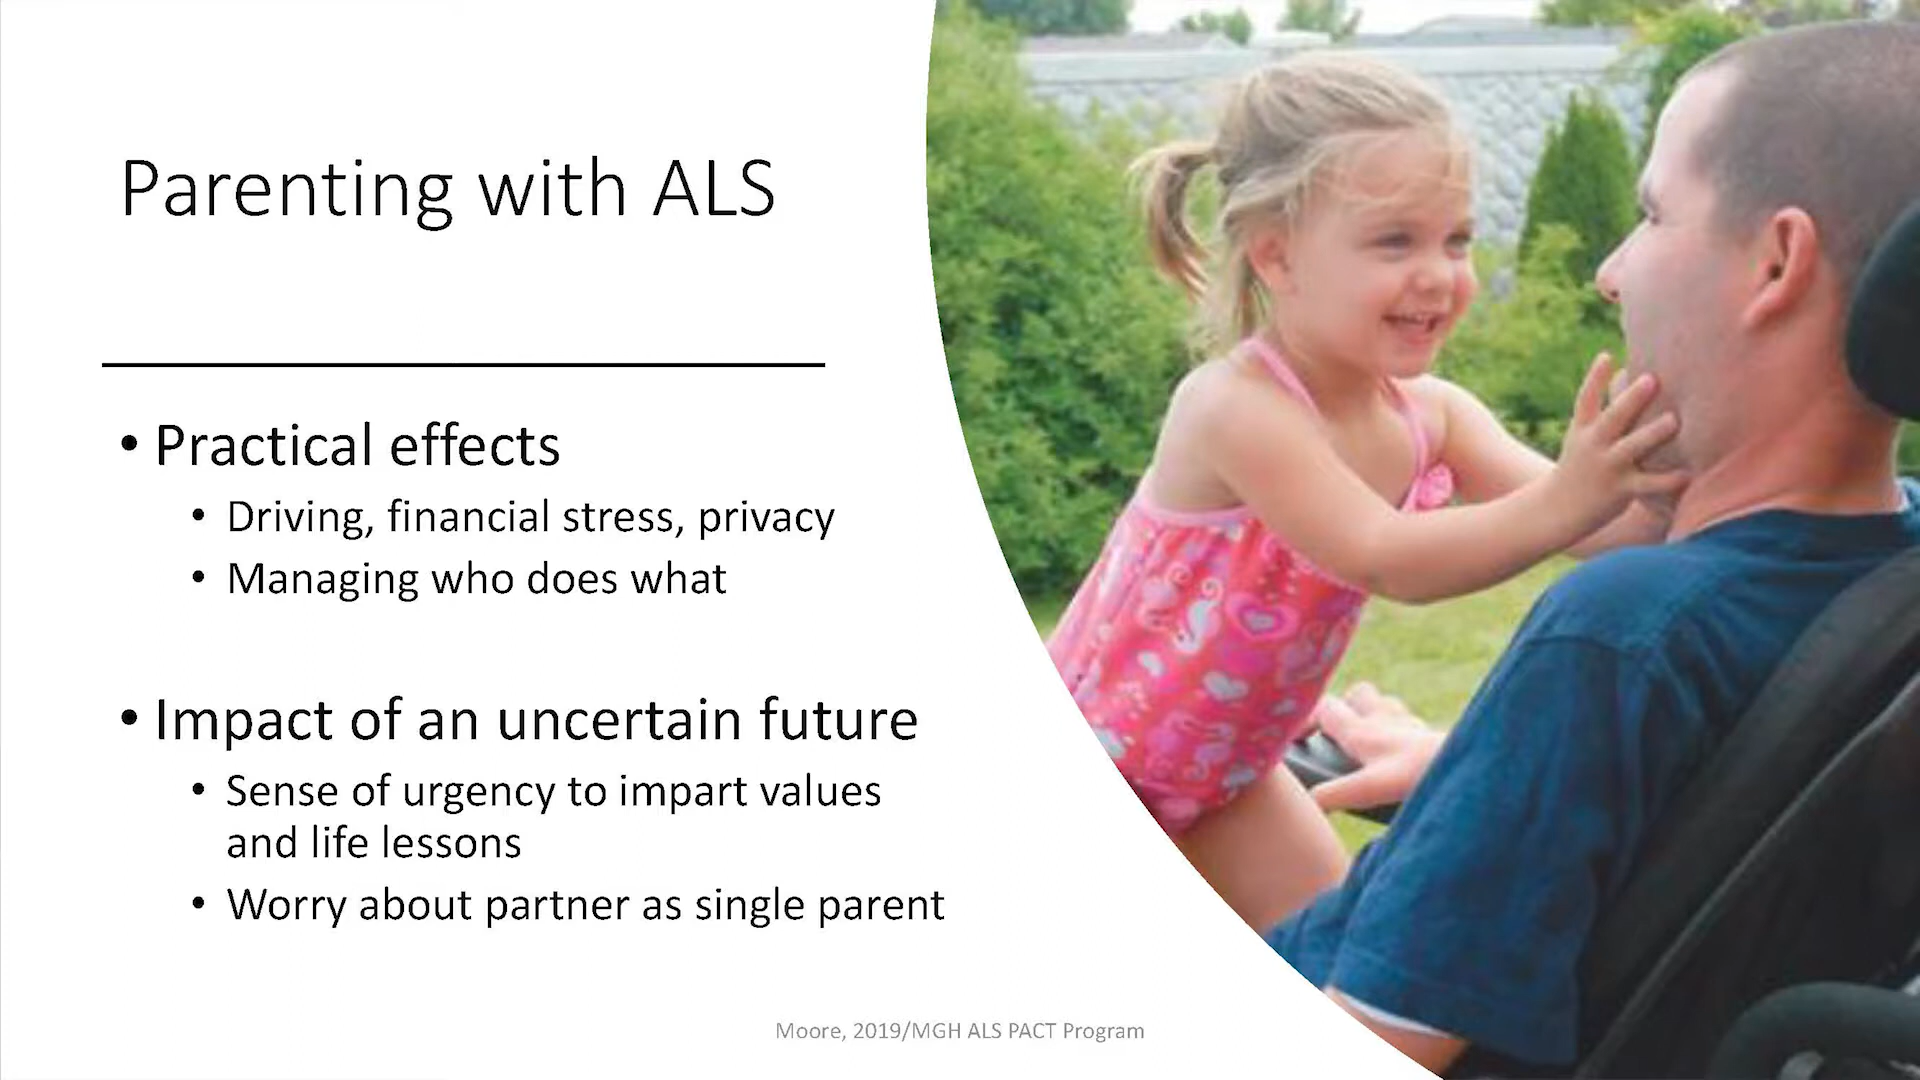 Parenting with ALS
• Practical effects
• Driving, financial stress, privacy
• Managing who does what
• Impact of an uncertain future
• Sense of urgency to impart values
and life lessons
• Worry about partner as single parent
Moore, 2019/MGH ALS PACT Program